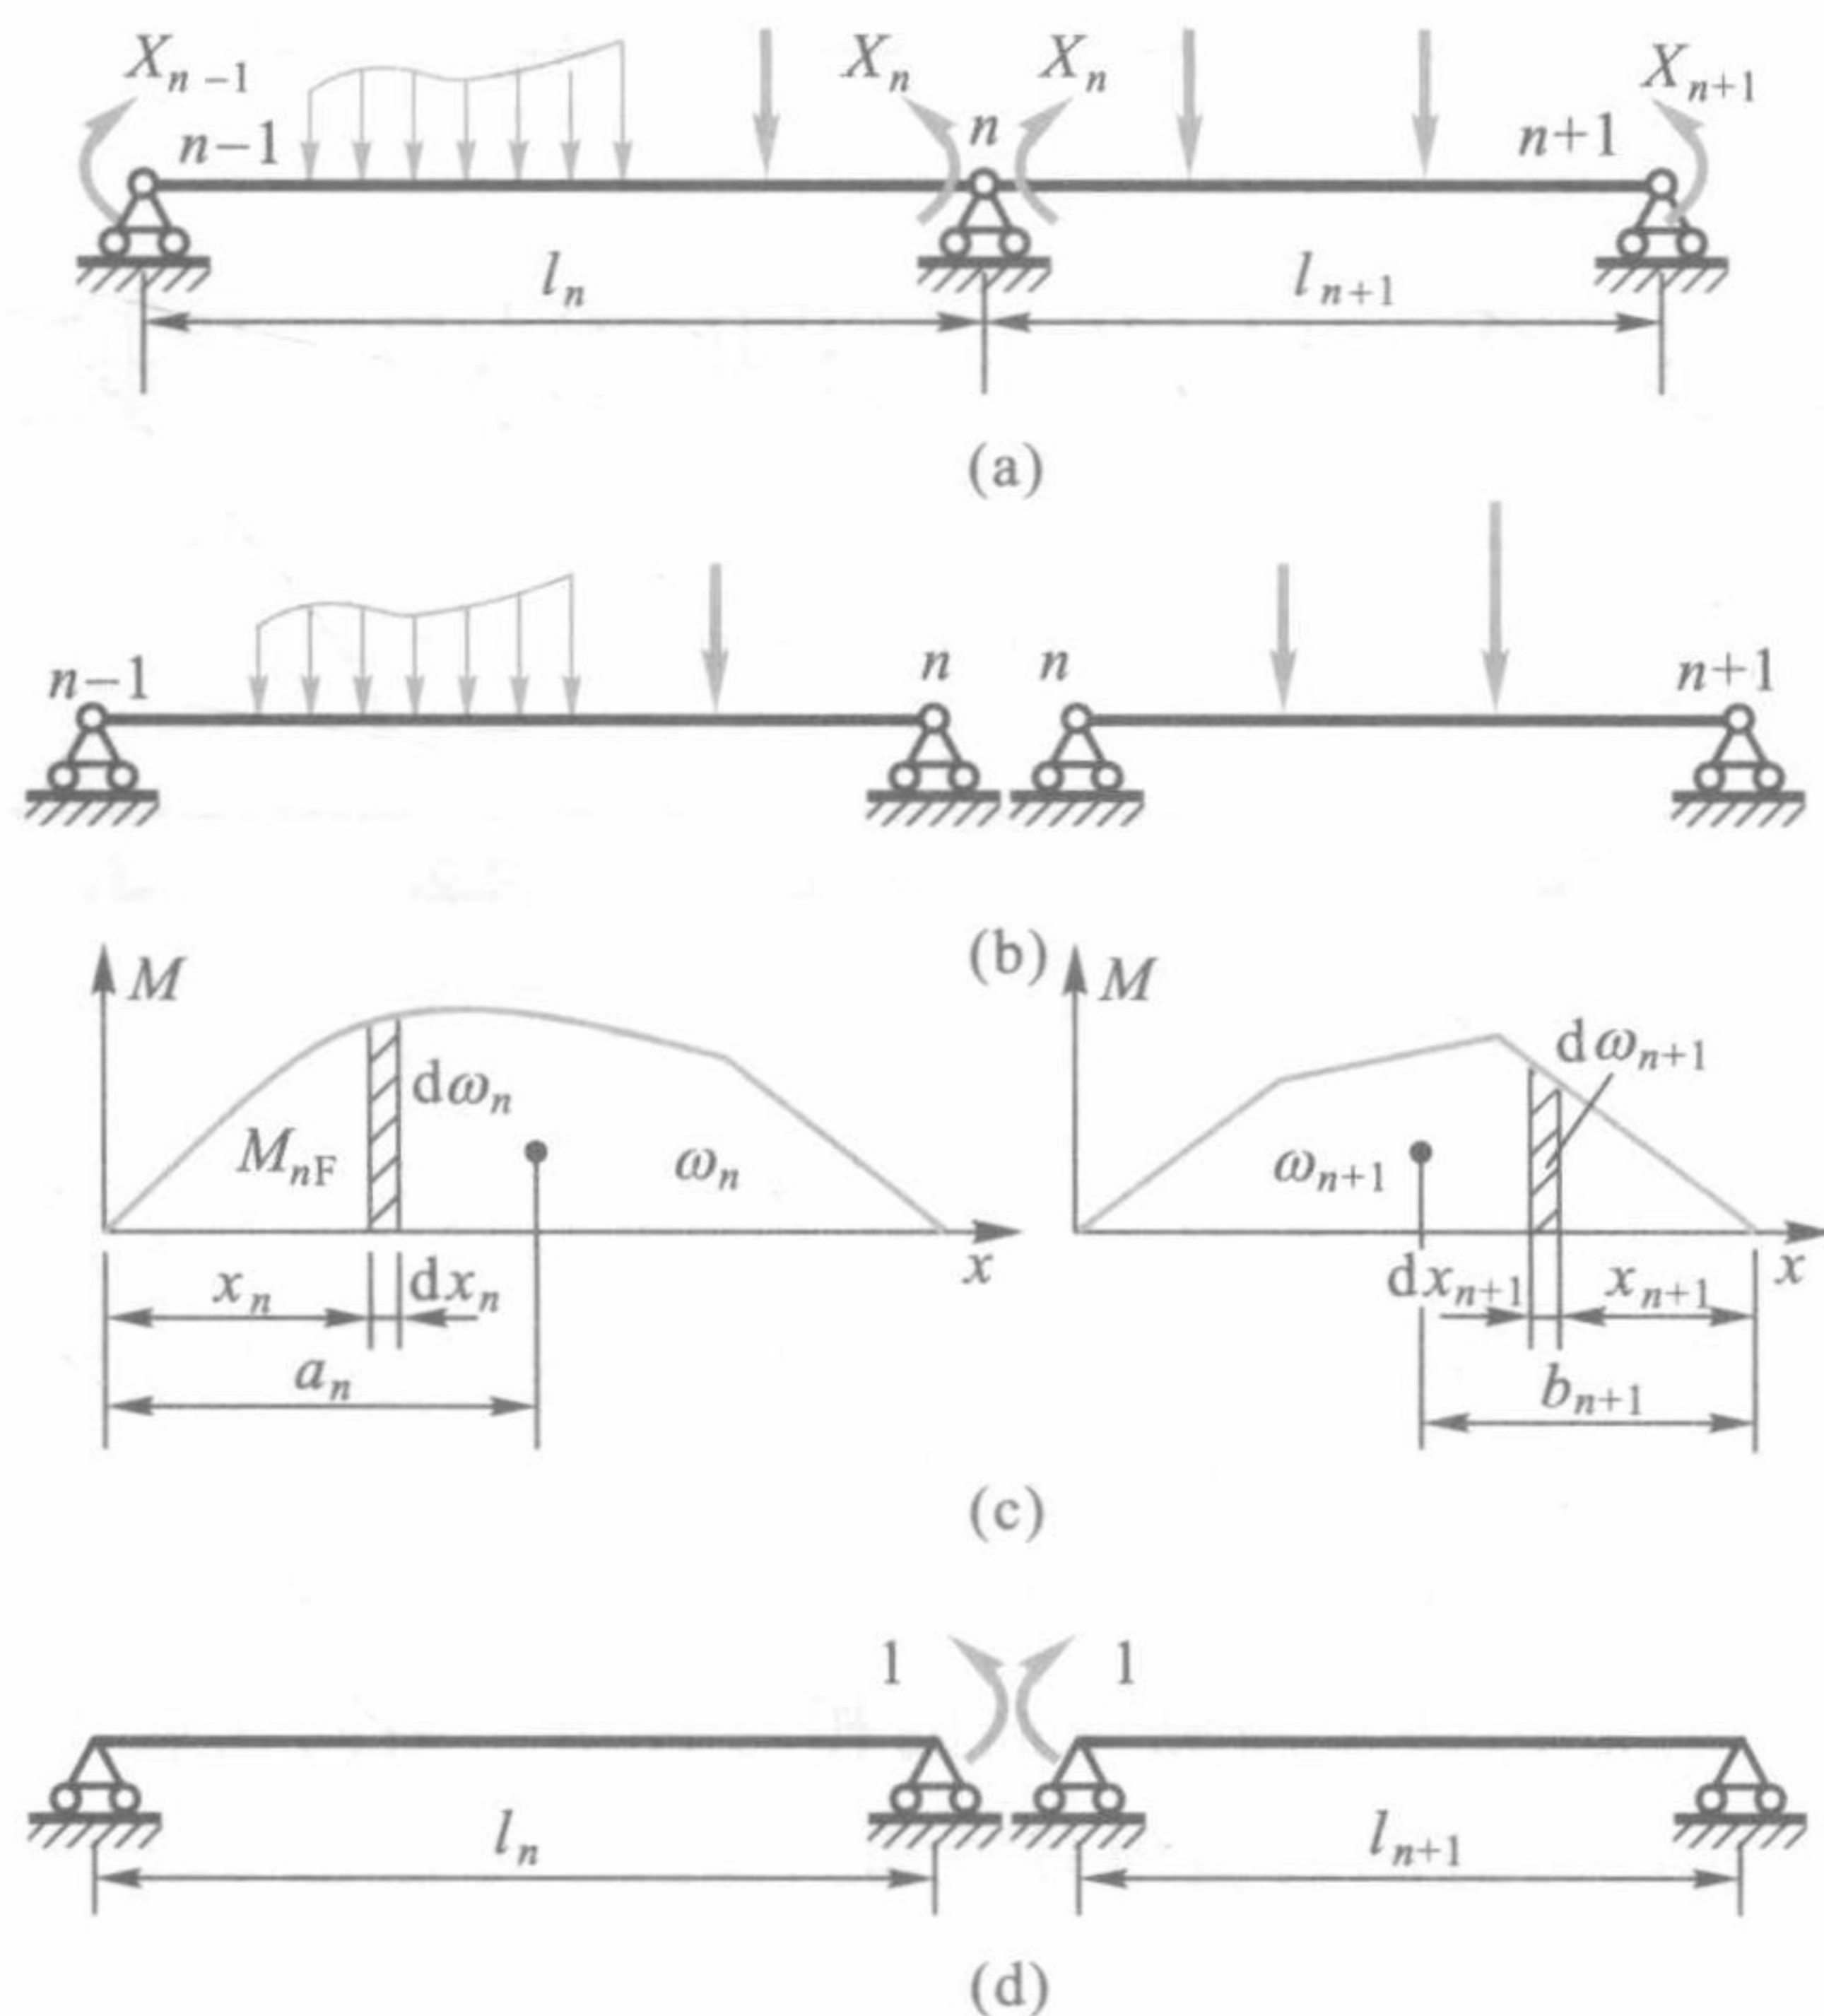 X_{n-1} X_n X_n X_{n+1}
n-1 n n+1
l_n l_{n+1}
(a)
n-1 n n n+1
(b)
M M
dω_n dω_{n+1}
M_{nF} ω_n ω_{n+1}
x x
x_n dx_n dx_{n+1} x_{n+1}
a_n b_{n+1}
(c)
1 1
l_n l_{n+1}
(d)